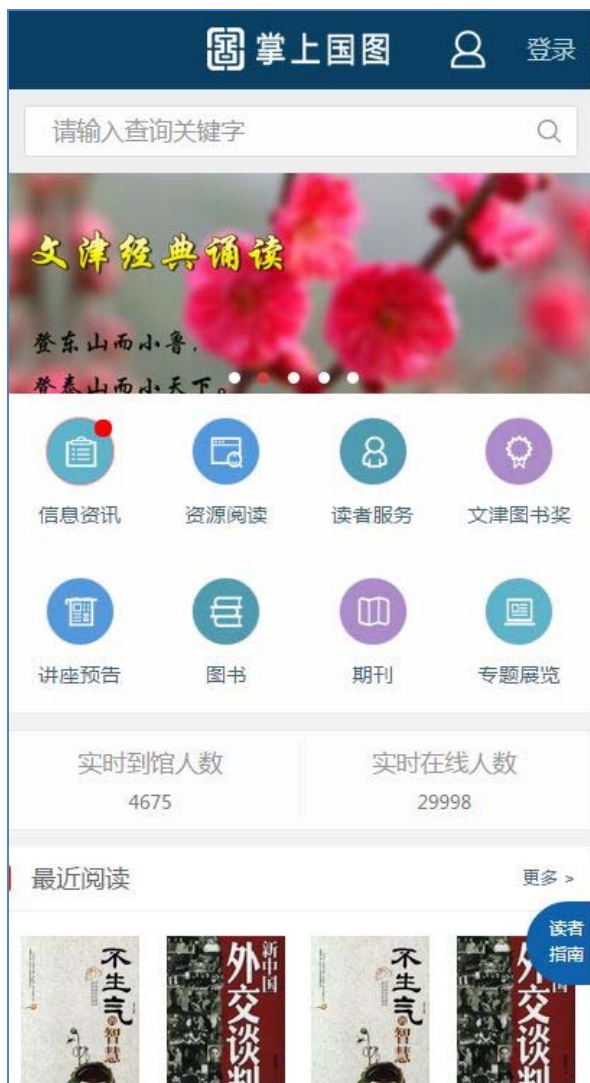 掌上国图
登录
请输入查询关键字
文津经典诵读
登东山而小鲁,
登泰山而小天下。
信息资讯 资源阅读 读者服务 文津图书奖
讲座预告 图书 期刊 专题展览
实时到馆人数 实时在线人数
4675 29998
最近阅读 更多 >
读者
指南
不生气的智慧
新中国
外交谈判
不生气的智慧
外交谈判